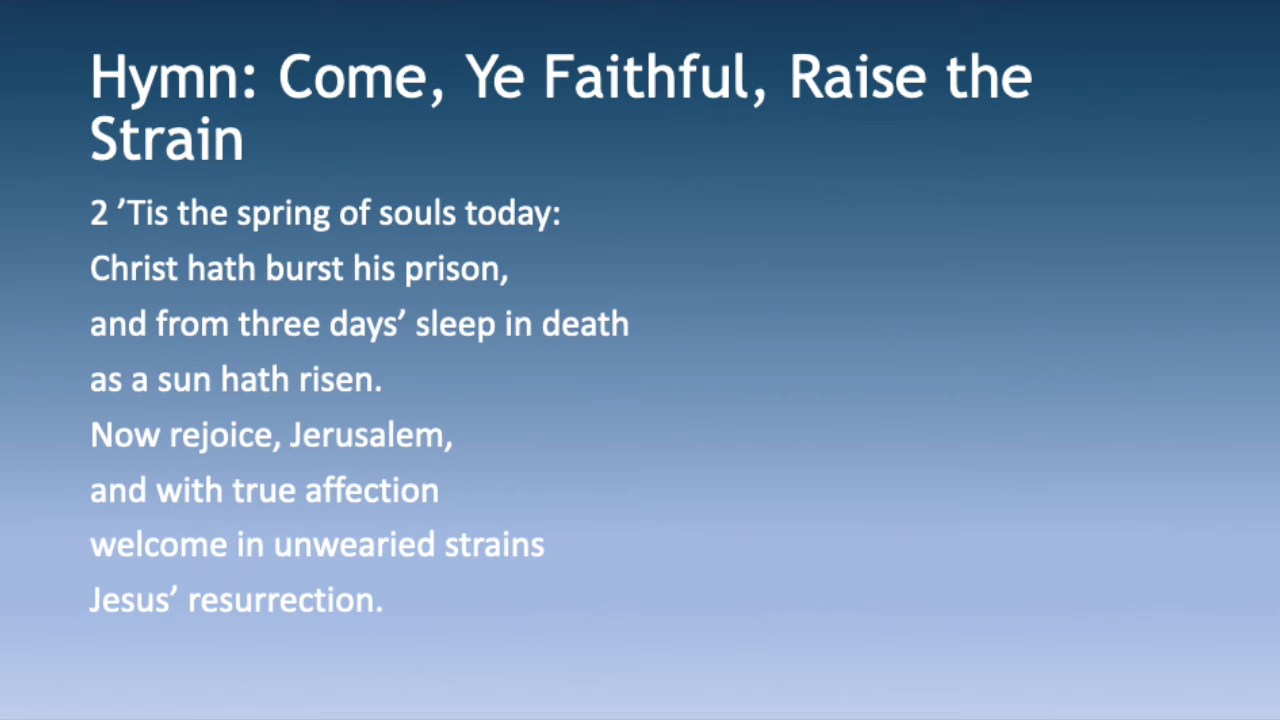 Hymn: Come, Ye Faithful, Raise the
Strain
2 ’Tis the spring of souls today:
Christ hath burst his prison,
and from three days’ sleep in death
as a sun hath risen.
Now rejoice, Jerusalem,
and with true affection
welcome in unwearied strains
Jesus’ resurrection.